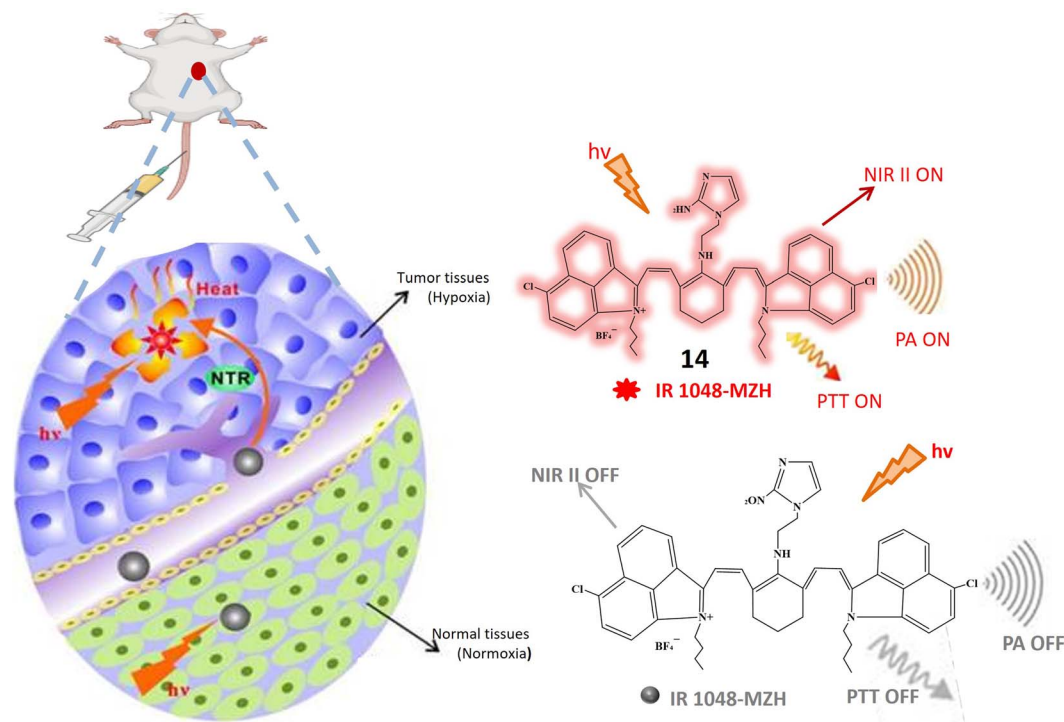 Heat
NTR
hν
hν
Tumor tissues
(Hypoxia)
Normal tissues
(Normoxia)
hν
NIR II ON
N
₂HN
N
NH
Cl
Cl
N+
N
BF₄⁻
PA ON
14
IR 1048-MZH
PTT ON
hν
NIR II OFF
N
₂ON
N
NH
Cl
Cl
N+
N
BF₄⁻
PA OFF
IR 1048-MZH
PTT OFF